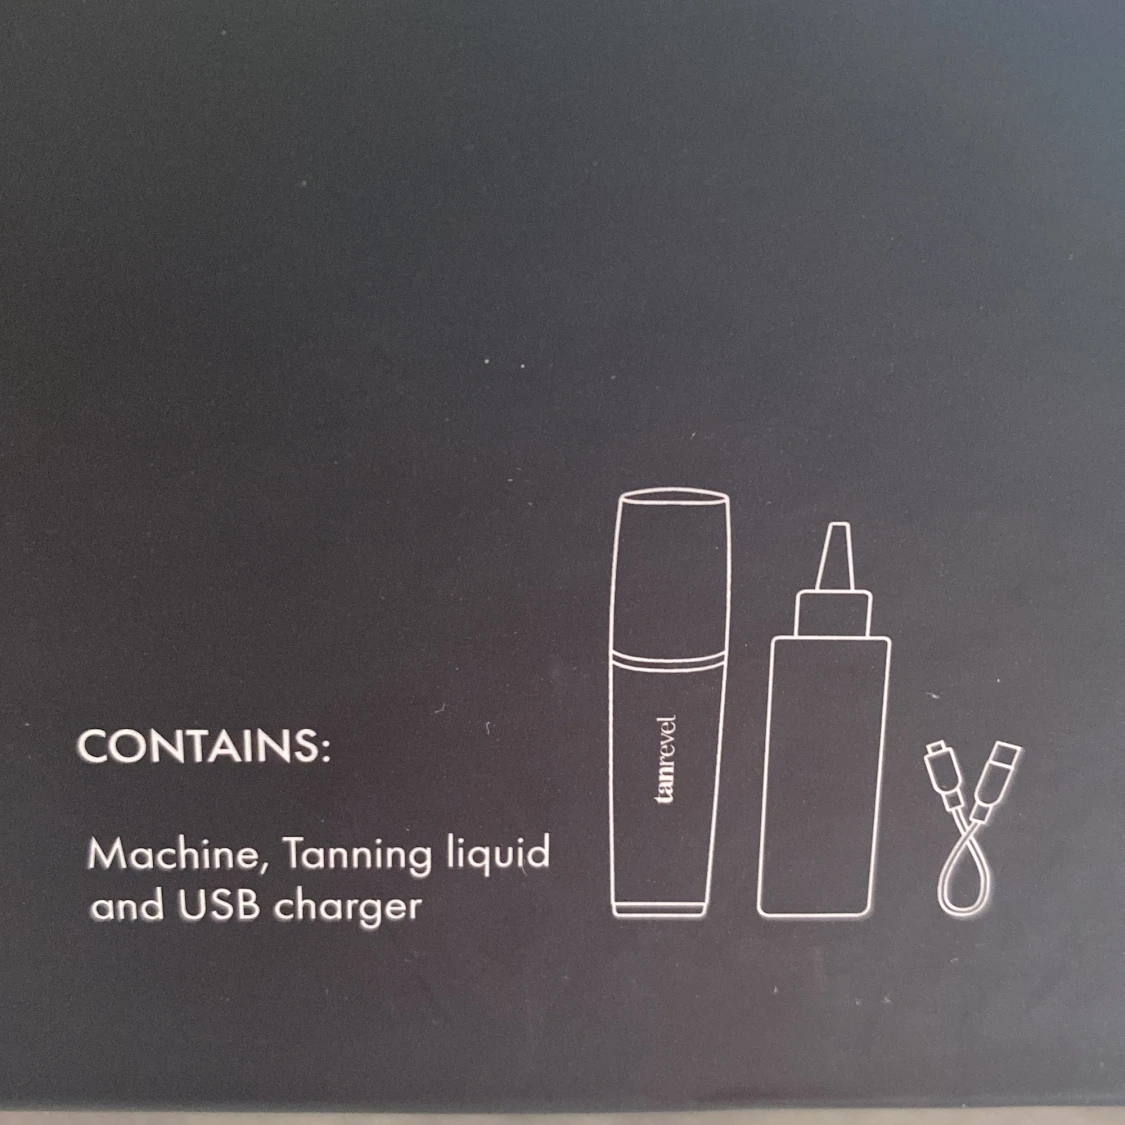 CONTAINS:
Machine, Tanning liquid
and USB charger
tanrevel